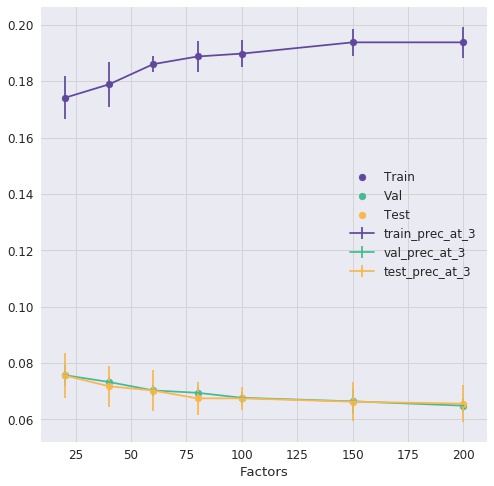 0.20
0.18
0.16
0.14
0.12
0.10
0.08
0.06
Train
Val
Test
train_prec_at_3
val_prec_at_3
test_prec_at_3
25 50 75 100 125 150 175 200
Factors